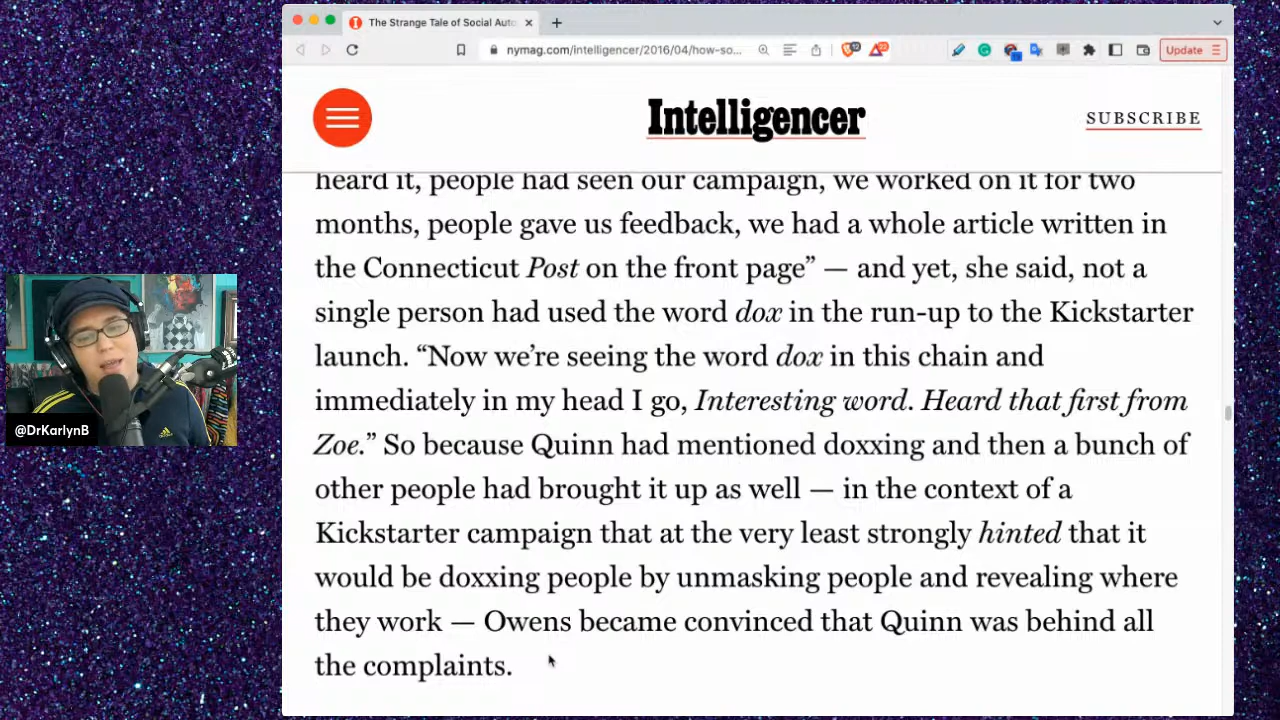 The Strange Tale of Social Auto
nymag.com/intelligencer/2016/04/how-so...
Update
Intelligencer
SUBSCRIBE
heard it, people had seen our campaign, we worked on it for two
months, people gave us feedback, we had a whole article written in
the Connecticut Post on the front page” — and yet, she said, not a
single person had used the word dox in the run-up to the Kickstarter
launch. “Now we’re seeing the word dox in this chain and
immediately in my head I go, Interesting word. Heard that first from
Zoe.” So because Quinn had mentioned doxxing and then a bunch of
other people had brought it up as well — in the context of a
Kickstarter campaign that at the very least strongly hinted that it
would be doxxing people by unmasking people and revealing where
they work — Owens became convinced that Quinn was behind all
the complaints.
@DrKarlynB